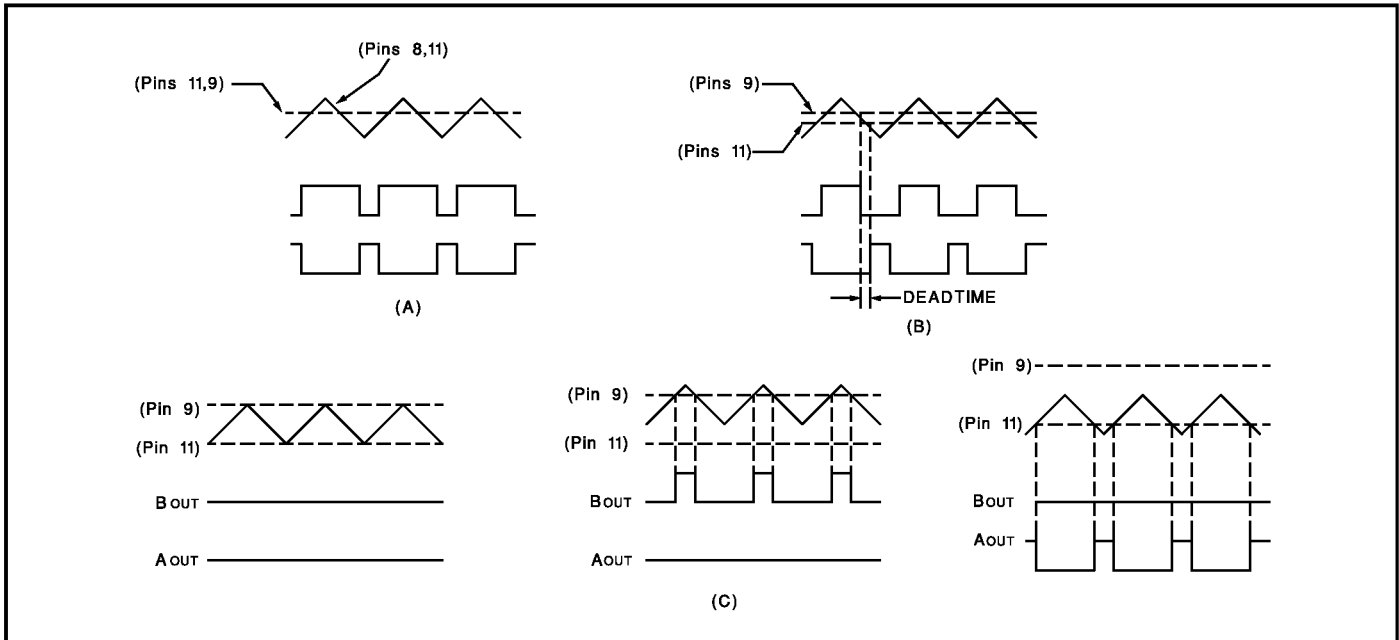 (Pins 8,11)
(Pins 11,9)
(A)
(Pins 9)
(Pins 11)
DEADTIME
(B)
(Pin 9)
(Pin 11)
BOUT
AOUT
(Pin 9)
(Pin 11)
BOUT
AOUT
(Pin 9)
(Pin 11)
BOUT
AOUT
(C)